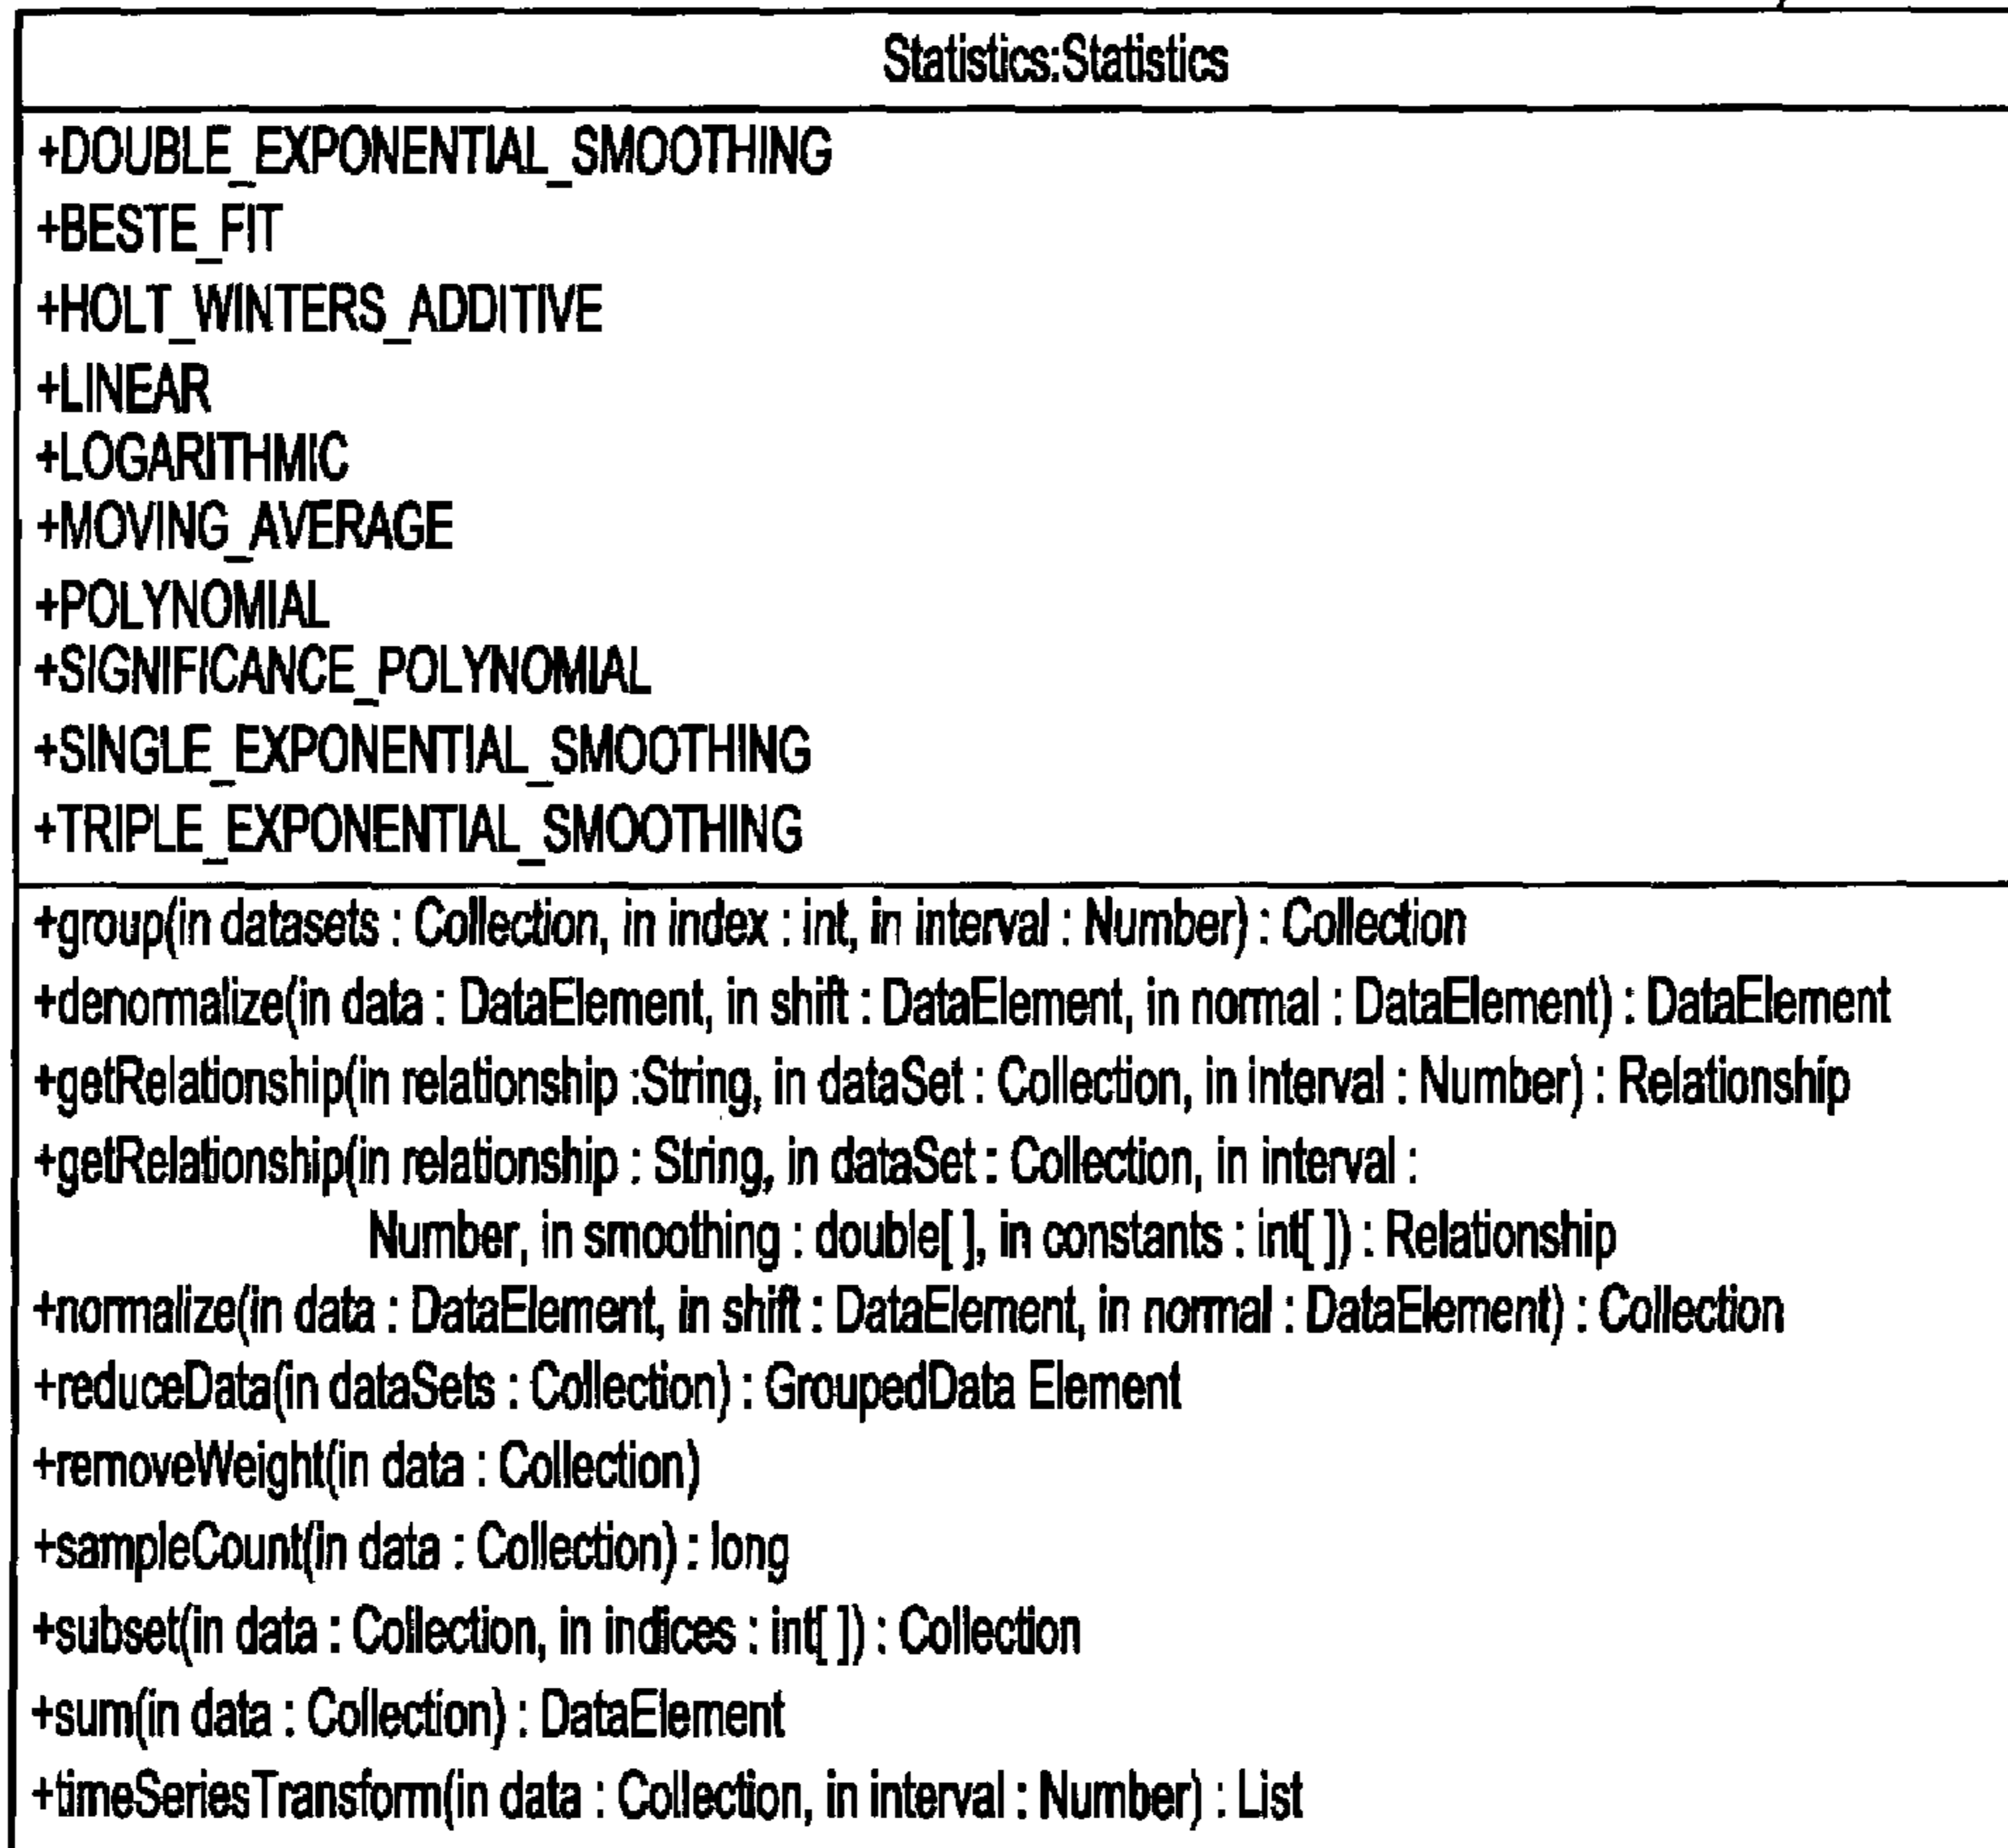 Statistics:Statistics
+DOUBLE_EXPONENTIAL_SMOOTHING
+BESTE_FIT
+HOLT_WINTERS_ADDITIVE
+LINEAR
+LOGARITHMIC
+MOVING_AVERAGE
+POLYNOMIAL
+SIGNIFICANCE_POLYNOMIAL
+SINGLE_EXPONENTIAL_SMOOTHING
+TRIPLE_EXPONENTIAL_SMOOTHING
+group(in datasets : Collection, in index : int, in interval : Number) : Collection
+denormalize(in data : DataElement, in shift : DataElement, in normal : DataElement) : DataElement
+getRelationship(in relationship :String, in dataSet : Collection, in interval : Number) : Relationship
+getRelationship(in relationship : String, in dataSet : Collection, in interval :
Number, in smoothing : double[ ], in constants : int[ ]) : Relationship
+normalize(in data : DataElement, in shift : DataElement, in normal : DataElement) : Collection
+reduceData(in dataSets : Collection) : GroupedData Element
+removeWeight(in data : Collection)
+sampleCount(in data : Collection) : long
+subset(in data : Collection, in indices : int[ ]) : Collection
+sum(in data : Collection) : DataElement
+timeSeriesTransform(in data : Collection, in interval : Number) : List